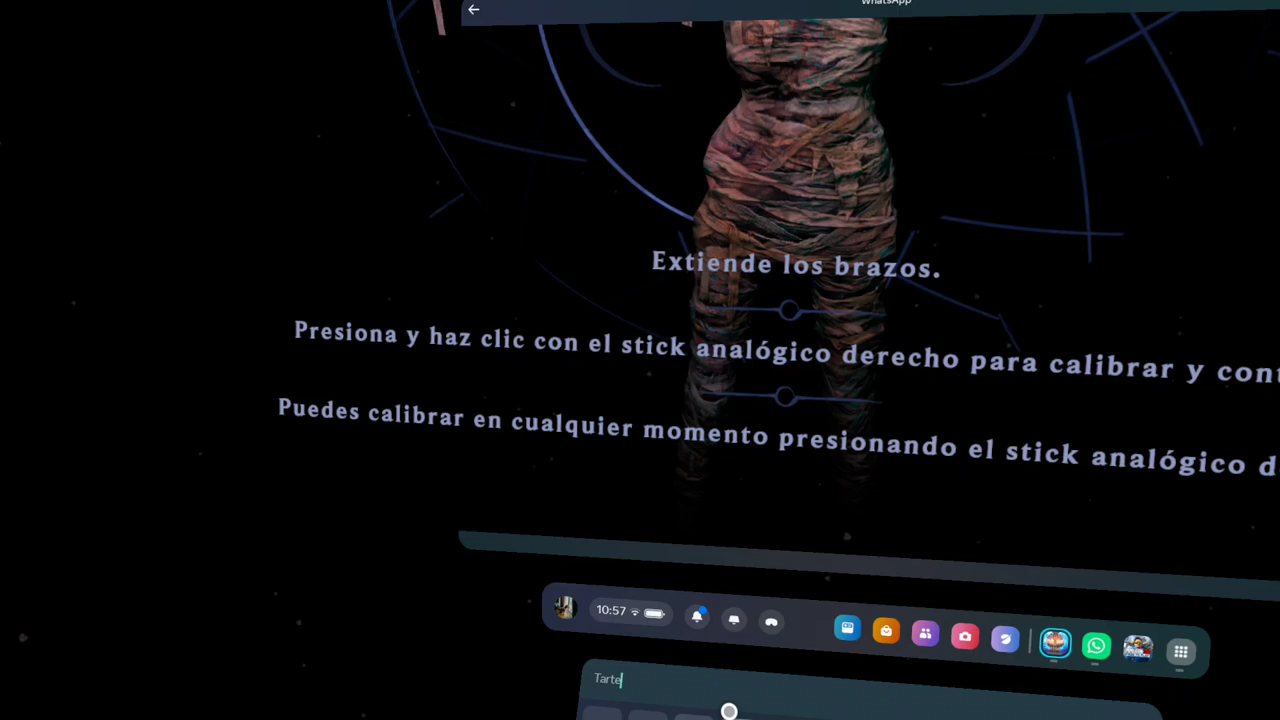 WhatsApp
Extiende los brazos.
Presiona y haz clic con el stick analógico derecho para calibrar y
Puedes calibrar en cualquier momento presionando el stick analógico
10:57
Tarte